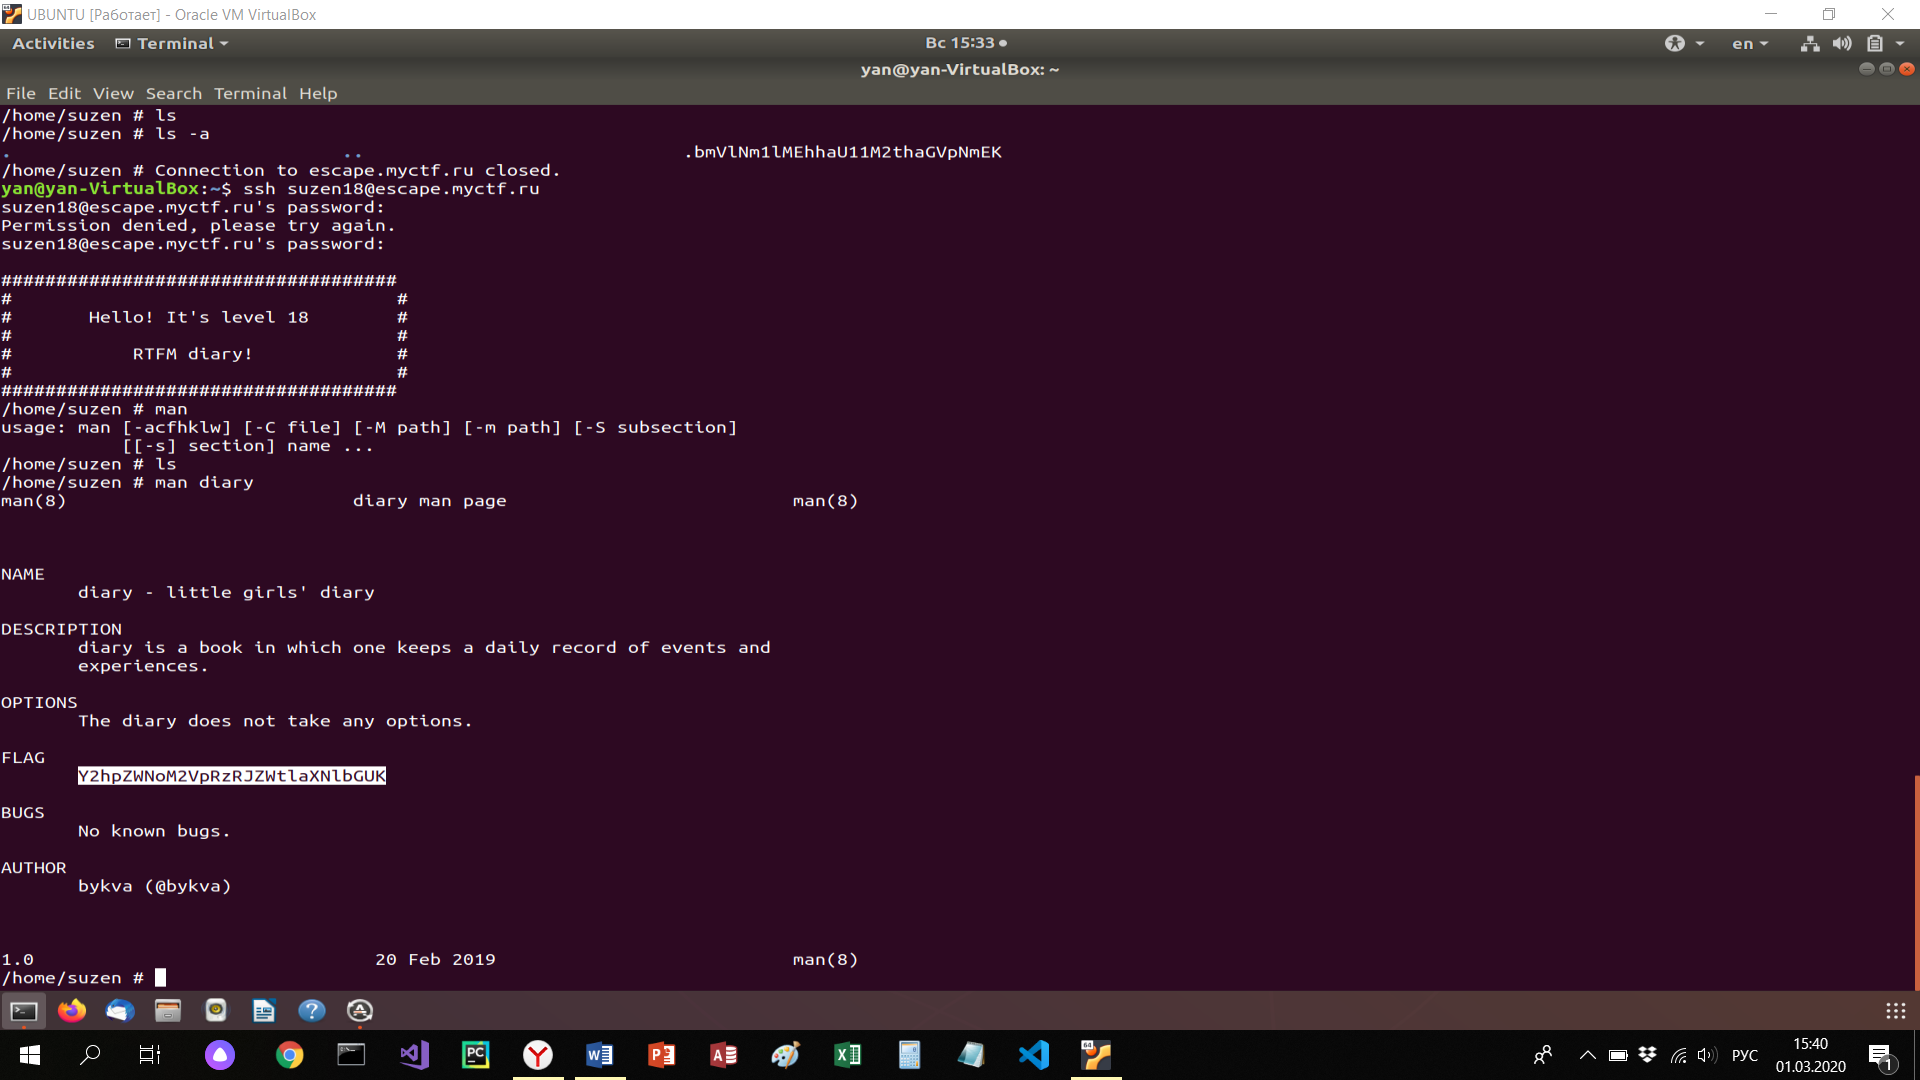 UBUNTU [Работает] - Oracle VM VirtualBox
Activities Terminal Вс 15:33 en
yan@yan-VirtualBox: ~
File Edit View Search Terminal Help
/home/suzen # ls
/home/suzen # ls -a
. .. .bmVlNm1lMEhhaU11M2thaGVpNmEK
/home/suzen # Connection to escape.myctf.ru closed.
yan@yan-VirtualBox:~$ ssh suzen18@escape.myctf.ru
suzen18@escape.myctf.ru's password:
Permission denied, please try again.
suzen18@escape.myctf.ru's password:
####################################
# #
# Hello! It's level 18 #
# #
# RTFM diary! #
# #
####################################
/home/suzen # man
usage: man [-acfhklw] [-C file] [-M path] [-m path] [-S subsection]
[[-s] section] name ...
/home/suzen # ls
/home/suzen # man diary
man(8) diary man page man(8)
NAME
diary - little girls' diary
DESCRIPTION
diary is a book in which one keeps a daily record of events and
experiences.
OPTIONS
The diary does not take any options.
FLAG
Y2hpZWNoM2VpRzRJZWtlaXNlbGUK
BUGS
No known bugs.
AUTHOR
bykva (@bykva)
1.0 20 Feb 2019 man(8)
/home/suzen #
РУС
15:40
01.03.2020
1